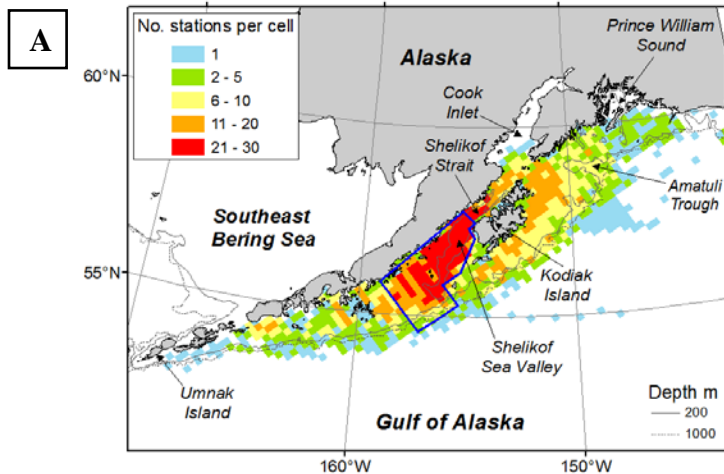 A
No. stations per cell
1
2 - 5
6 - 10
11 - 20
21 - 30
Prince William
Sound
Alaska
60°N
Cook
Inlet
Shelikof
Strait
Amatuli
Trough
Southeast
Bering Sea
55°N
Kodiak
Island
Shelikof
Sea Valley
Umnak
Island
Depth m
200
1000
Gulf of Alaska
160°W
150°W